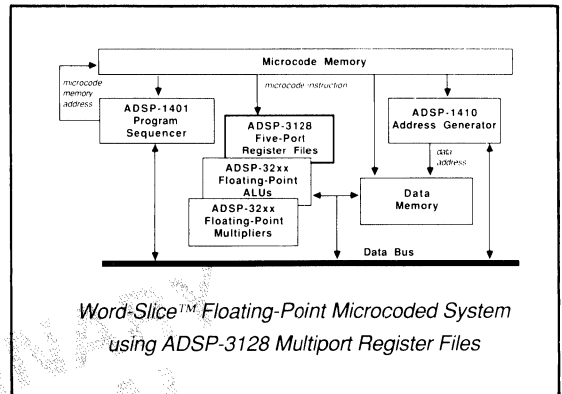 Microcode Memory
microcode
memory
address
microcode instruction
ADSP-1401
Program
Sequencer
ADSP-3128
Five-Port
Register Files
ADSP-1410
Address Generator
data
address
ADSP-32xx
Floating-Point
ALUs
ADSP-32xx
Floating-Point
Multipliers
Data
Memory
Data Bus
Word-Slice™ Floating-Point Microcoded System
using ADSP-3128 Multiport Register Files